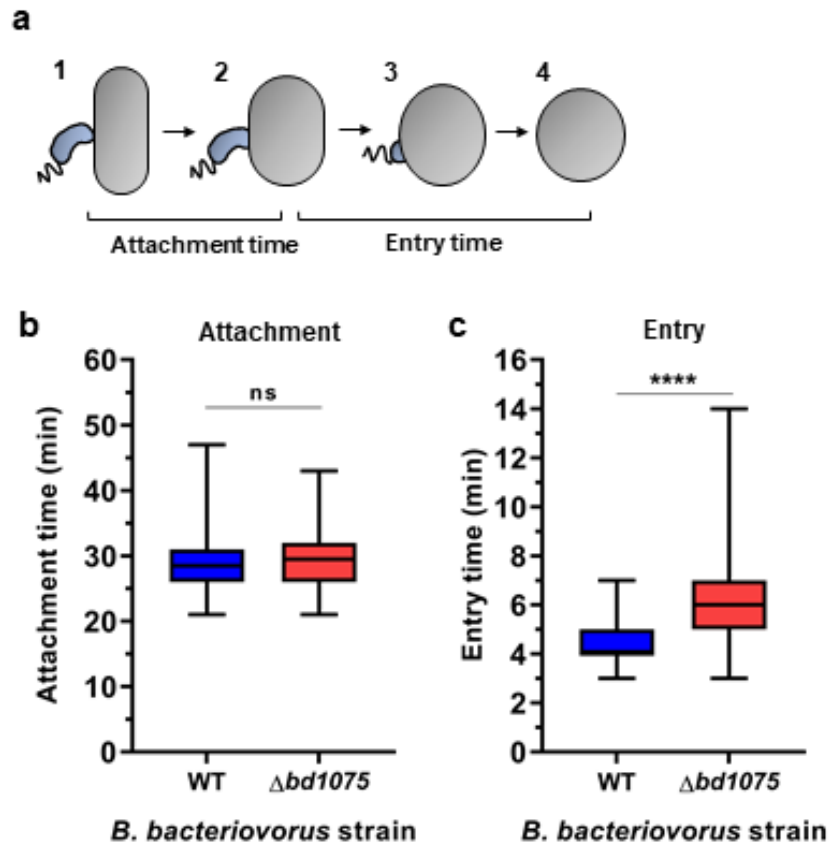 a
1 2 3 4
Attachment time Entry time
b Attachment
60
50
40
30
20
10
0
Attachment time (min)
ns
WT Δbd1075
B. bacteriovorus strain
c Entry
16
14
12
10
8
6
4
2
0
Entry time (min)
****
WT Δbd1075
B. bacteriovorus strain